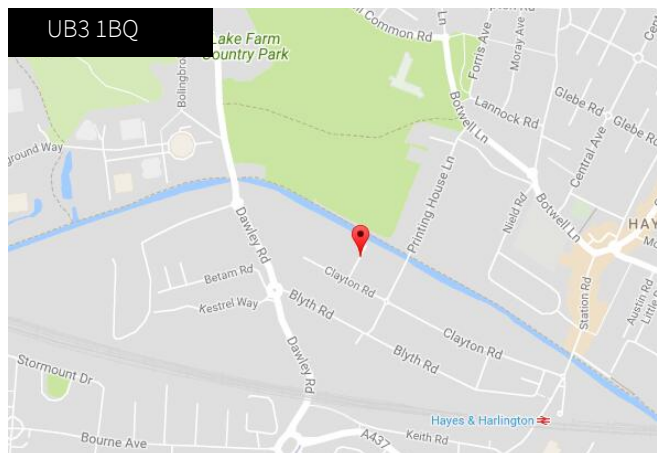 UB3 1BQ
Lake Farm
Country Park
Common Rd
Botwell Ln
Forris Ave
Moray Ave
Lannock Rd
Glebe Rd
Glebe Rd
Central Ave
Bolingbro
ground Way
Printing House Ln
Nield Rd
Botwell Ln
HAY
Dawley Rd
Betam Rd
Kestrel Way
Clayton Rd
Blyth Rd
Clayton Rd
Blyth Rd
Station Rd
Austin Rd
Little R
Stormount Dr
Dawley Rd
Hayes & Harlington
Bourne Ave
A437
Keith Rd